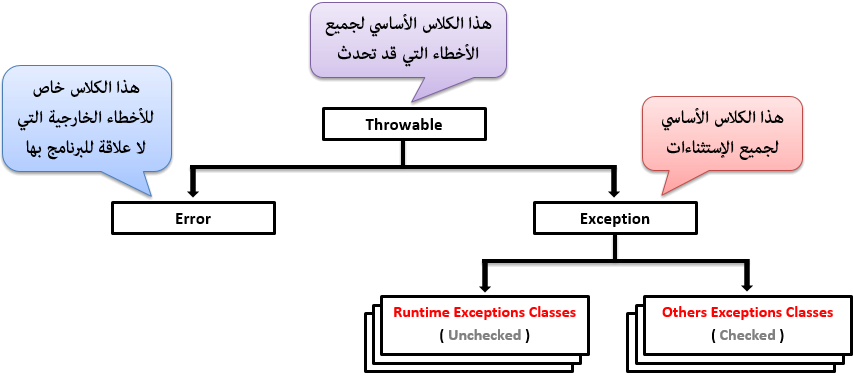 هذا الكلاس الأساسي لجميع
الأخطاء التي قد تحدث
هذا الكلاس خاص
للأخطاء الخارجية التي
لا علاقة للبرنامج بها
هذا الكلاس الأساسي
لجميع الإستثناءات
Throwable
Error
Exception
Runtime Exceptions Classes
( Unchecked )
Others Exceptions Classes
( Checked )